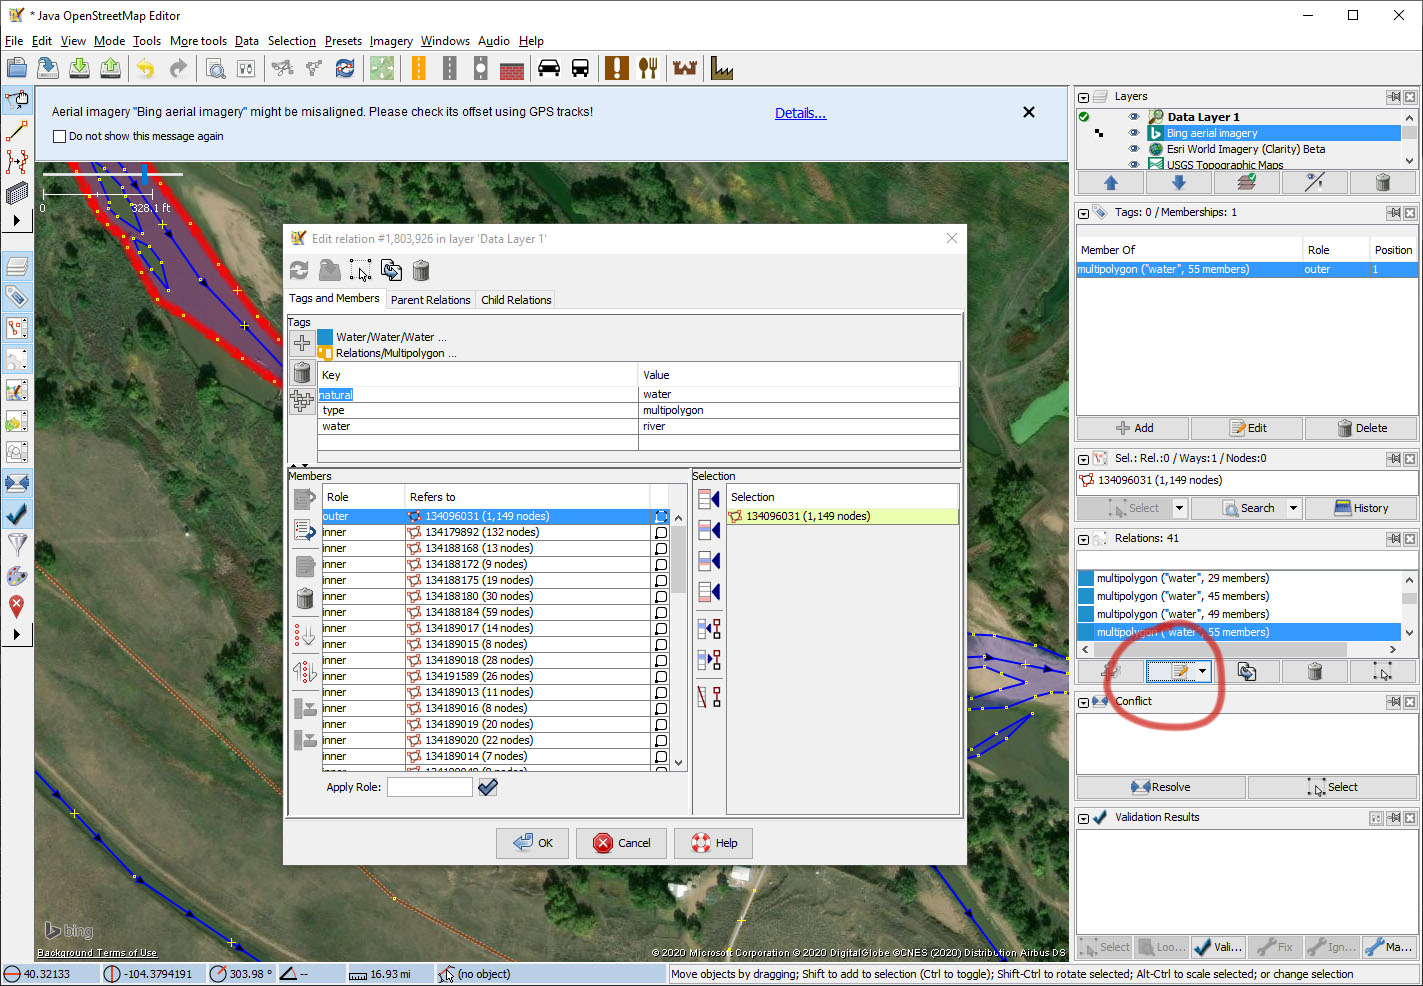 * Java OpenStreetMap Editor
File Edit View Mode Tools More tools Data Selection Presets Imagery Windows Audio Help
Aerial imagery "Bing aerial imagery" might be misaligned. Please check its offset using GPS tracks!
Details...
Do not show this message again
0 328.1 ft
Edit relation #1,803,926 in layer 'Data Layer 1'
Tags and Members Parent Relations Child Relations
Tags
Water/Water/Water ...
Relations/Multipolygon ...
Key Value
natural water
type multipolygon
water river
Members
Role Refers to
outer 134096031 (1,149 nodes)
inner 134179892 (132 nodes)
inner 134188168 (13 nodes)
inner 134188172 (9 nodes)
inner 134188175 (19 nodes)
inner 134188180 (30 nodes)
inner 134188184 (59 nodes)
inner 134189017 (14 nodes)
inner 134189015 (8 nodes)
inner 134189018 (28 nodes)
inner 134191589 (26 nodes)
inner 134189013 (11 nodes)
inner 134189016 (8 nodes)
inner 134189019 (20 nodes)
inner 134189020 (22 nodes)
inner 134189014 (7 nodes)
inner
Apply Role:
Selection
Selection
134096031 (1,149 nodes)
OK Cancel Help
Layers
Data Layer 1
Bing aerial imagery
Esri World Imagery (Clarity) Beta
USGS Topographic Maps
Tags: 0 / Memberships: 1
Member Of Role Position
multipolygon ("water", 55 members) outer 1
Add Edit Delete
Sel.: Rel.:0 / Ways:1 / Nodes:0
134096031 (1,149 nodes)
Select Search History
Relations: 41
multipolygon ("water", 29 members)
multipolygon ("water", 45 members)
multipolygon ("water", 49 members)
multipolygon ("water", 55 members)
Conflict
Resolve Select
Validation Results
Select Loo... Vali... Fix Ign... Ma...
bing
Background Terms of Use
© 2020 Microsoft Corporation © 2020 DigitalGlobe ©CNES (2020) Distribution Airbus DS
40.32133 -104.3794191 303.98 ° -- 16.93 mi (no object)
Move objects by dragging; Shift to add to selection (Ctrl to toggle); Shift-Ctrl to rotate selected; Alt-Ctrl to scale selected; or change selection